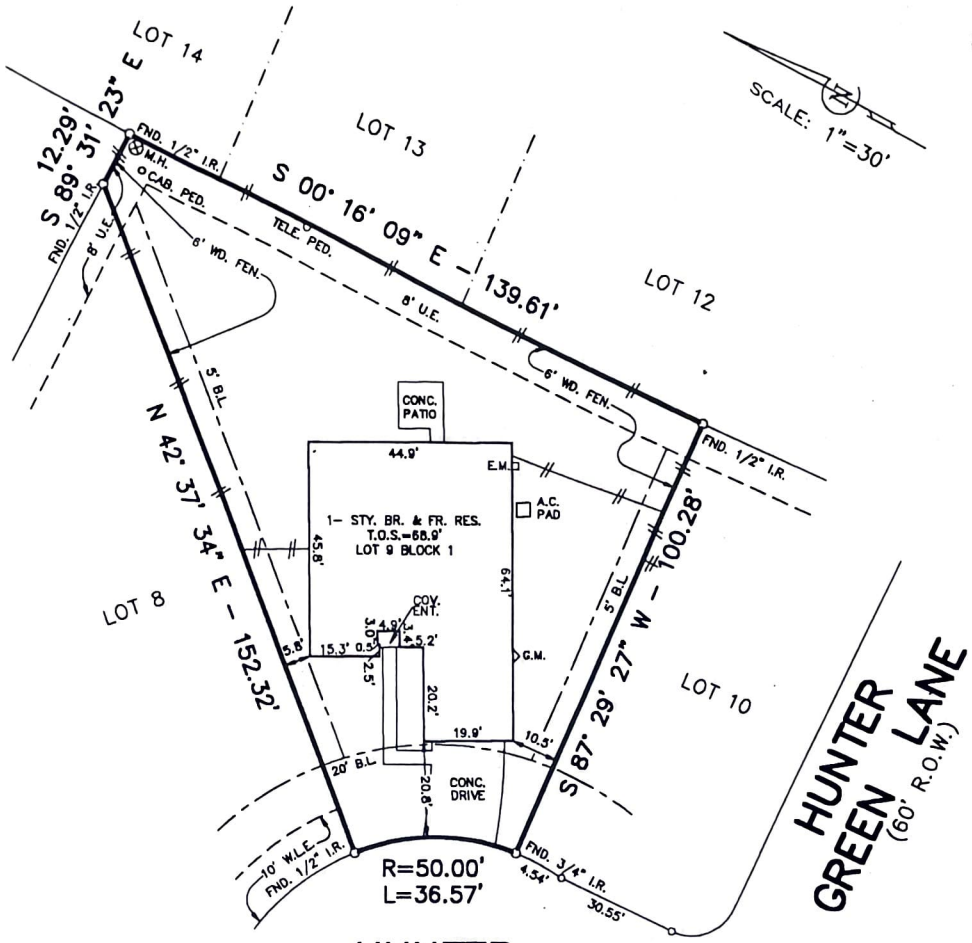 LOT 14
S 89° 31' 23" E
12.29'
FND. 1/2" I.R.
FND. 1/2" I.R.
M.H.
CAB. PED.
8' U.E.
6' WD. FEN.
LOT 13
S 00° 16' 09" E - 139.61'
TELE. PED.
8' U.E.
SCALE: 1"=30'
N
LOT 12
6' WD. FEN.
FND. 1/2" I.R.
5' B.L.
N 42° 37' 34" E - 152.32'
LOT 8
CONC.
PATIO
44.9'
E.M.
A.C.
PAD
1- STY. BR. & FR. RES.
T.O.S.=68.9'
LOT 9 BLOCK 1
45.8'
64.1'
COV.
ENT.
4.9'
3.0'
3.4'
5.2'
0.5'
2.5'
15.3'
5.8'
G.M.
20.2'
19.9'
10.5'
5' B.L.
S 87° 29' 27" W - 100.28'
LOT 10
20' B.L.
20.8'
CONC.
DRIVE
10' W.L.E.
FND. 1/2" I.R.
R=50.00'
L=36.57'
FND. 3/4" I.R.
4.54'
30.55'
HUNTER
GREEN LANE
(60' R.O.W.)
HUNTER